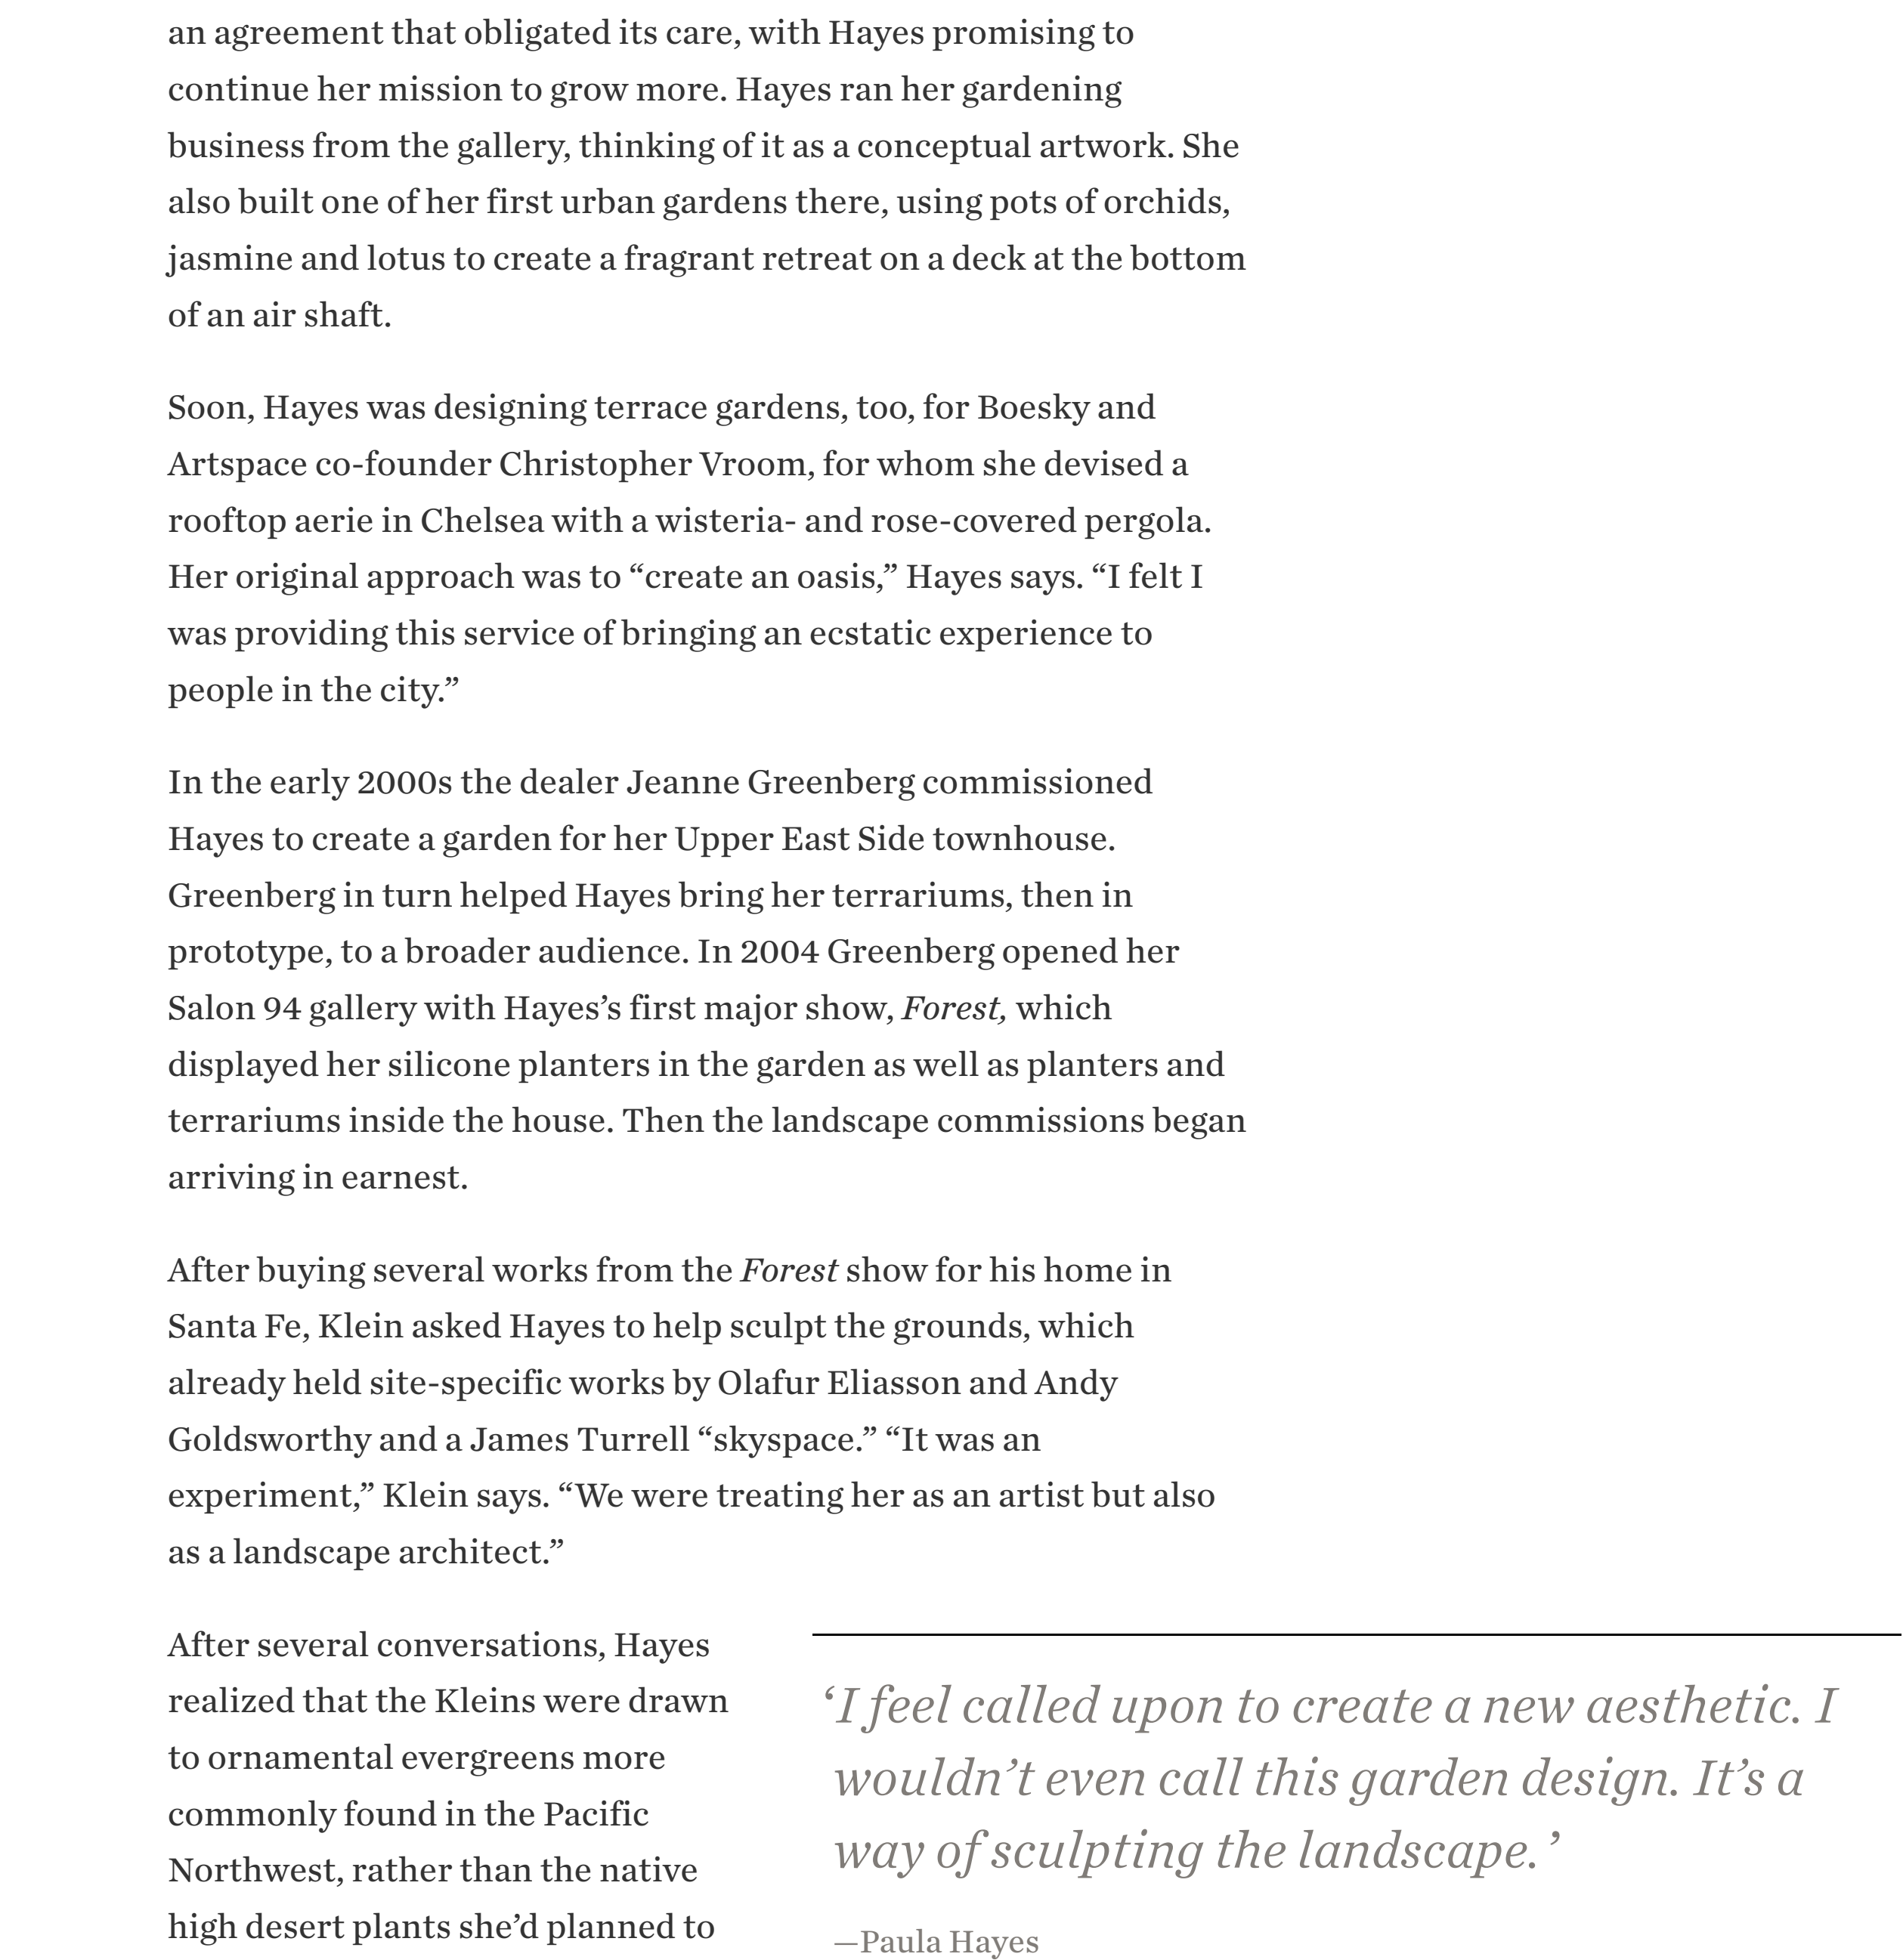 an agreement that obligated its care, with Hayes promising to
continue her mission to grow more. Hayes ran her gardening
business from the gallery, thinking of it as a conceptual artwork. She
also built one of her first urban gardens there, using pots of orchids,
jasmine and lotus to create a fragrant retreat on a deck at the bottom
of an air shaft.
Soon, Hayes was designing terrace gardens, too, for Boesky and
Artspace co-founder Christopher Vroom, for whom she devised a
rooftop aerie in Chelsea with a wisteria- and rose-covered pergola.
Her original approach was to “create an oasis,” Hayes says. “I felt I
was providing this service of bringing an ecstatic experience to
people in the city.”
In the early 2000s the dealer Jeanne Greenberg commissioned
Hayes to create a garden for her Upper East Side townhouse.
Greenberg in turn helped Hayes bring her terrariums, then in
prototype, to a broader audience. In 2004 Greenberg opened her
Salon 94 gallery with Hayes’s first major show, Forest, which
displayed her silicone planters in the garden as well as planters and
terrariums inside the house. Then the landscape commissions began
arriving in earnest.
After buying several works from the Forest show for his home in
Santa Fe, Klein asked Hayes to help sculpt the grounds, which
already held site-specific works by Olafur Eliasson and Andy
Goldsworthy and a James Turrell “skyspace.” “It was an
experiment,” Klein says. “We were treating her as an artist but also
as a landscape architect.”
After several conversations, Hayes
realized that the Kleins were drawn
to ornamental evergreens more
commonly found in the Pacific
Northwest, rather than the native
high desert plants she’d planned to
‘I feel called upon to create a new aesthetic. I
wouldn’t even call this garden design. It’s a
way of sculpting the landscape.’
—Paula Hayes